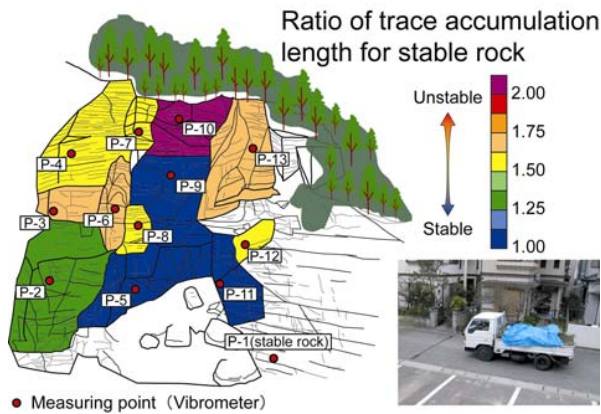 Ratio of trace accumulation
length for stable rock
Unstable
Stable
2.00
1.75
1.50
1.25
1.00
P-10
P-7
P-4
P-13
P-9
P-3
P-6
P-8
P-12
P-2
P-5
P-11
P-1(stable rock)
Measuring point（Vibrometer）